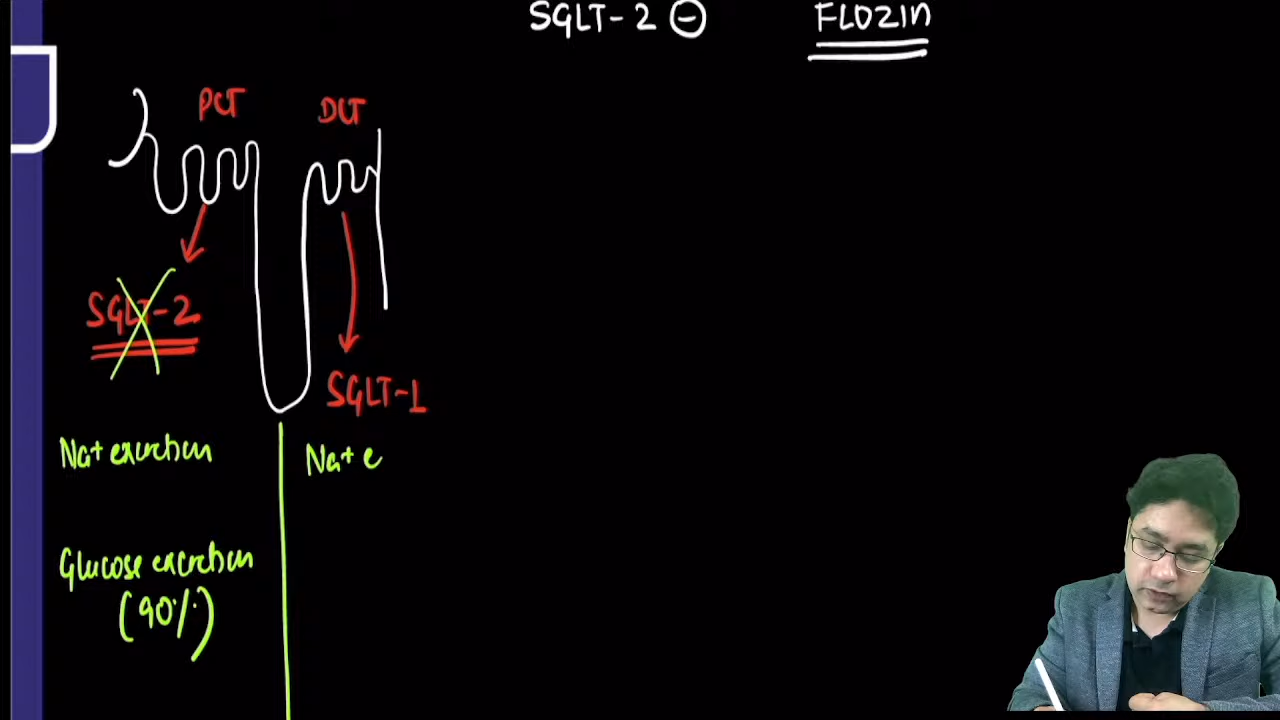 SGLT-2 ⊖ FLOZIN
PCT DCT
SGLT-2
SGLT-1
Na+ excretion Na+ e
Glucose excretion
(90%)